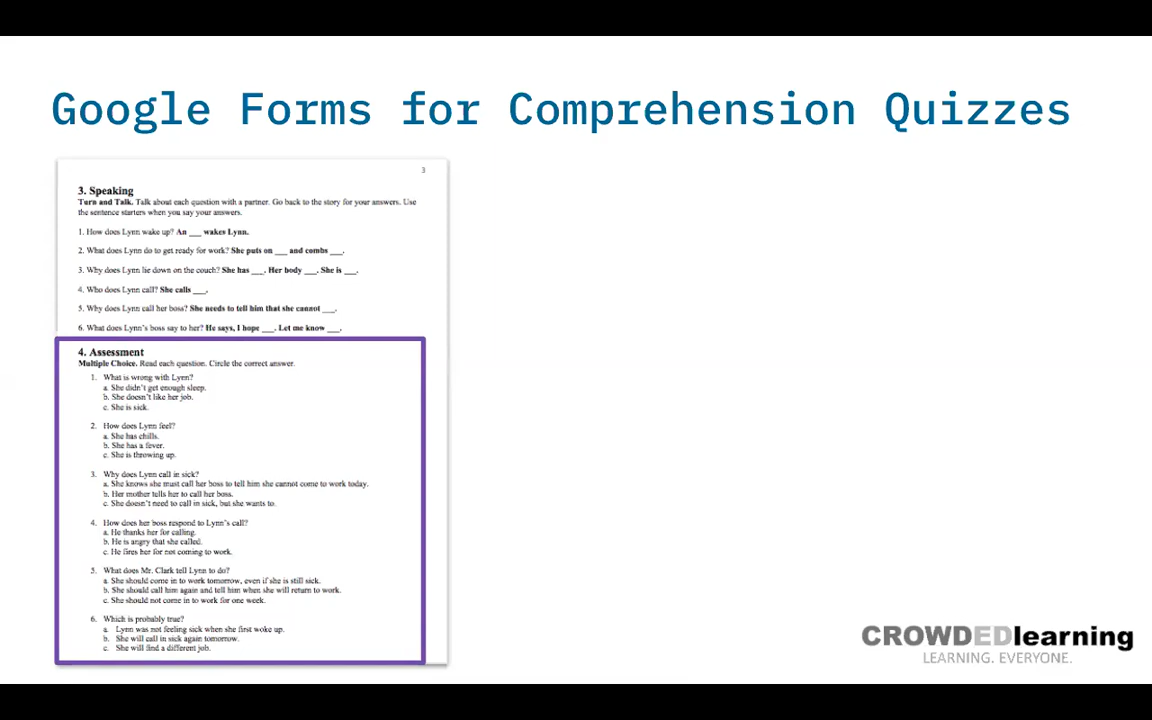 Google Forms for Comprehension Quizzes
3
3. Speaking
Turn and Talk. Talk about each question with a partner. Go back to the story for your answers. Use
the sentence starters when you say your answers.
1. How does Lynn wake up? An ___ wakes Lynn.
2. What does Lynn do to get ready for work? She puts on ___ and combs ___.
3. Why does Lynn lie down on the couch? She has ___. Her body ___. She is ___.
4. Who does Lynn call? She calls ___.
5. Why does Lynn call her boss? She needs to tell him that she cannot ___.
6. What does Lynn's boss say to her? He says, I hope ___. Let me know ___.
4. Assessment
Multiple Choice. Read each question. Circle the correct answer.
1. What is wrong with Lynn?
a. She didn't get enough sleep.
b. She doesn't like her job.
c. She is sick.
2. How does Lynn feel?
a. She has chills.
b. She has a fever.
c. She is throwing up.
3. Why does Lynn call in sick?
a. She knows she must call her boss to tell him she cannot come to work today.
b. Her mother tells her to call her boss.
c. She doesn't need to call in sick, but she wants to.
4. How does her boss respond to Lynn's call?
a. He thanks her for calling.
b. He is angry that she called.
c. He fires her for not coming to work.
5. What does Mr. Clark tell Lynn to do?
a. She should come in to work tomorrow, even if she is still sick.
b. She should call him again and tell him when she will return to work.
c. She should not come in to work for one week.
6. Which is probably true?
a. Lynn was not feeling sick when she first woke up.
b. She will call in sick again tomorrow.
c. She will find a different job.
CROWDEDlearning
LEARNING. EVERYONE.